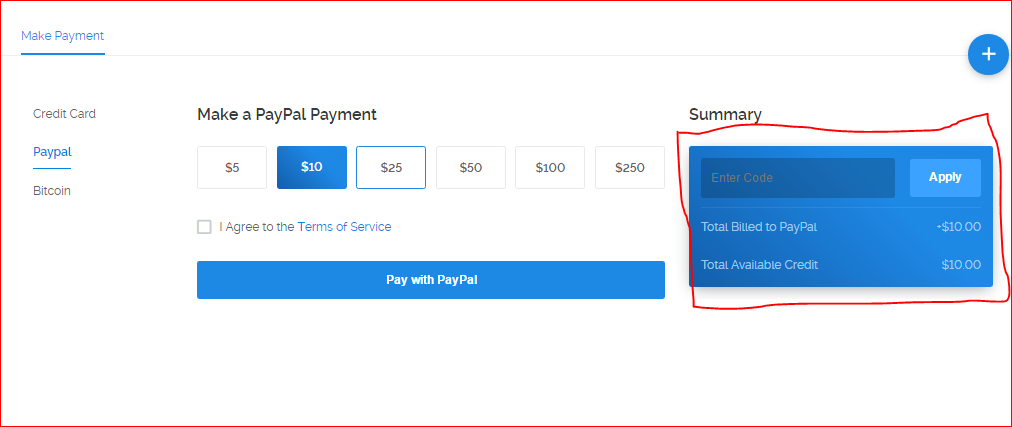 Make Payment
+
Credit Card
Paypal
Bitcoin
Make a PayPal Payment
$5 $10 $25 $50 $100 $250
I Agree to the Terms of Service
Pay with PayPal
Summary
Enter Code Apply
Total Billed to PayPal +$10.00
Total Available Credit $10.00